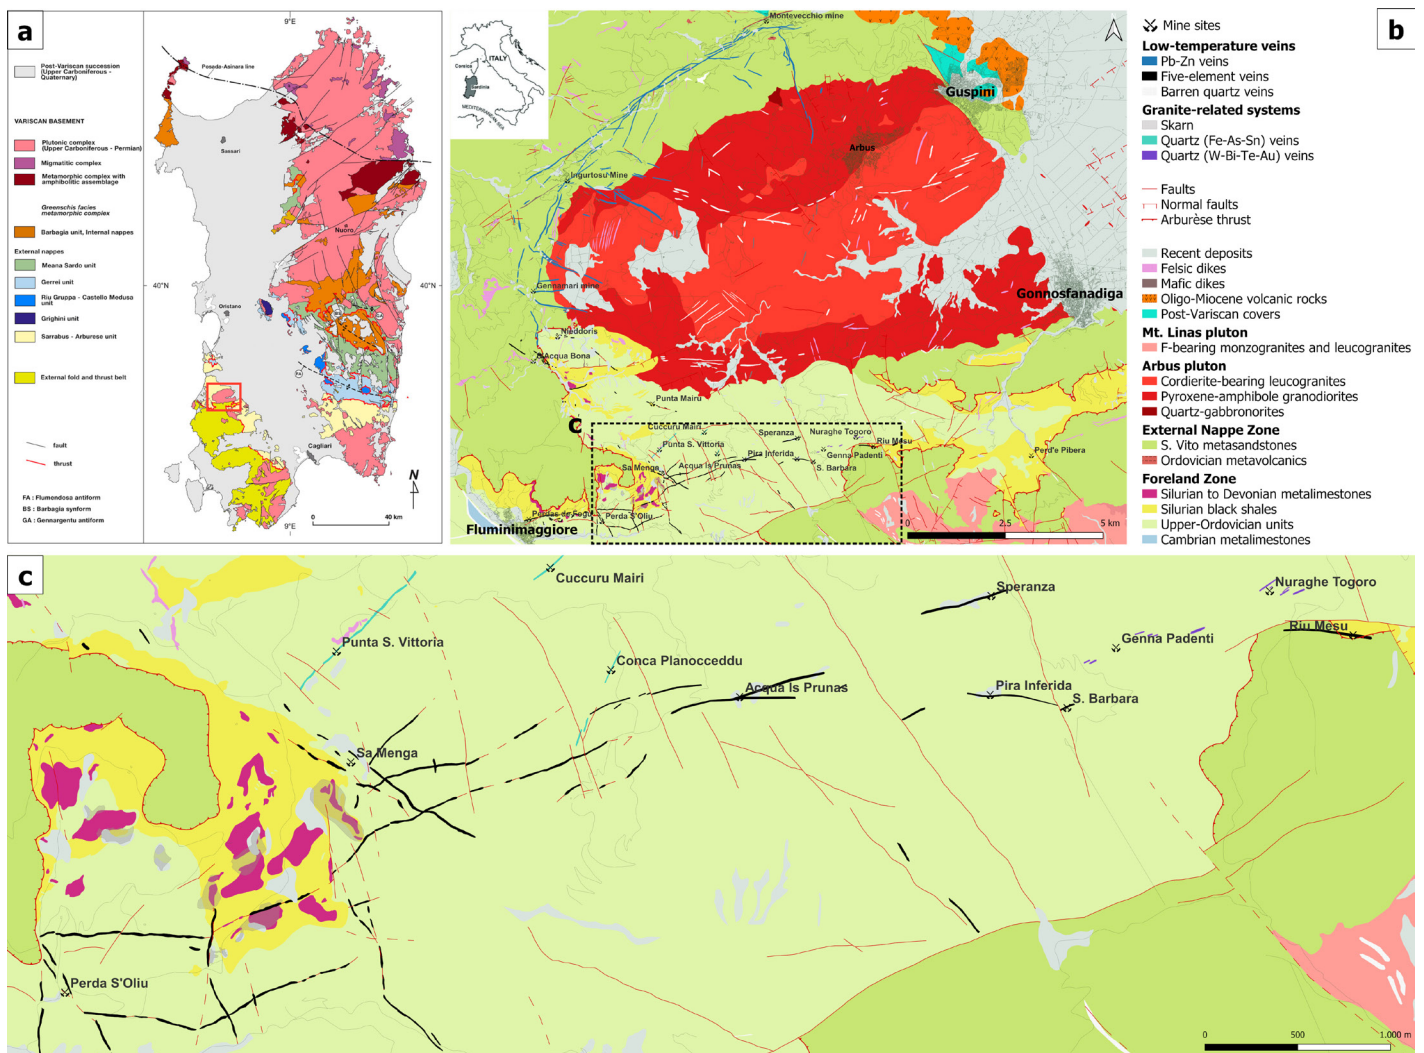 a
9°E
Posada-Asinara line
Post-Variscan succession
(Upper Carboniferous -
Quaternary)
VARISCAN BASEMENT
Plutonic complex
(Upper Carboniferous - Permian)
Migmatitic complex
Metamorphic complex with
amphibolitic assemblage
Greenschis facies
metamorphic complex
Barbagia unit, Internal nappes
External nappes
Meana Sardo unit
Gerrei unit
Riu Gruppa - Castello Medusa
unit
Grighini unit
Sarrabus - Arburese unit
External fold and thrust belt
fault
thrust
FA : Flumendosa antiform
BS : Barbagia synform
GA : Gennargentu antiform
Sassari
Nuoro
40°N
Oristano
40°N
FA
Cagliari
N
9°E
0
40 km
ITALY
Corsica
Sardinia
MEDITERRANEAN SEA
Montevecchio mine
Guspini
Arbus
Ingurtosu Mine
Gennamari mine
Gonnosfanadiga
Nieddoris
Acqua Bona
Punta Mairu
C
Cuccuru Mairi
Speranza
Nuraghe Togoro
Punta S. Vittoria
Riu Mesu
Pira Inferida
Genna Padenti
Perd'e Pibera
Sa Menga
Acqua Is Prunas
S. Barbara
Perdas de Fogu
Perda S'Oliu
Fluminimaggiore
0
2.5
5 km
b
Mine sites
Low-temperature veins
Pb-Zn veins
Five-element veins
Barren quartz veins
Granite-related systems
Skarn
Quartz (Fe-As-Sn) veins
Quartz (W-Bi-Te-Au) veins
Faults
Normal faults
Arburèse thrust
Recent deposits
Felsic dikes
Mafic dikes
Oligo-Miocene volcanic rocks
Post-Variscan covers
Mt. Linas pluton
F-bearing monzogranites and leucogranites
Arbus pluton
Cordierite-bearing leucogranites
Pyroxene-amphibole granodiorites
Quartz-gabbronorites
External Nappe Zone
S. Vito metasandstones
Ordovician metavolcanics
Foreland Zone
Silurian to Devonian metalimestones
Silurian black shales
Upper-Ordovician units
Cambrian metalimestones
c
Cuccuru Mairi
Speranza
Nuraghe Togoro
Riu Mesu
Punta S. Vittoria
Genna Padenti
Conca Planocceddu
Acqua Is Prunas
Pira Inferida
S. Barbara
Sa Menga
Perda S'Oliu
0
500
1.000 m